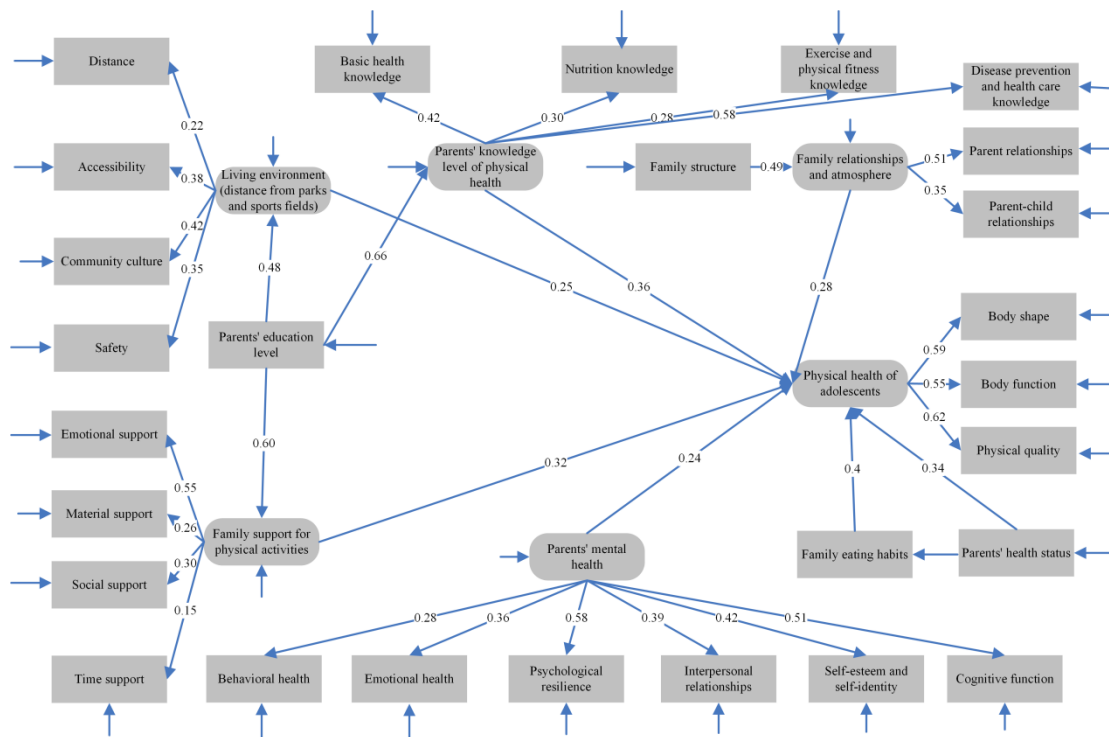 Distance
Basic health
knowledge
Nutrition knowledge
Exercise and
physical fitness
knowledge
Disease prevention
and health care
knowledge
0.22
0.42
0.30
0.28
0.58
Accessibility
0.38
Living environment
(distance from parks
and sports fields)
Parents' knowledge
level of physical
health
Family structure
0.49
Family relationships
and atmosphere
0.51
Parent relationships
0.35
Parent-child
relationships
Community culture
0.42
0.35
0.48
0.66
0.25
0.36
0.28
Safety
Parents' education
level
Physical health of
adolescents
0.59
Body shape
0.55
Body function
0.62
Physical quality
Emotional support
0.60
0.32
0.24
0.4
0.34
0.55
Material support
0.26
Social support
0.30
0.15
Time support
Family support for
physical activities
Parents' mental
health
Family eating habits
Parents' health status
0.28
0.36
0.58
0.39
0.42
0.51
Behavioral health
Emotional health
Psychological
resilience
Interpersonal
relationships
Self-esteem and
self-identity
Cognitive function